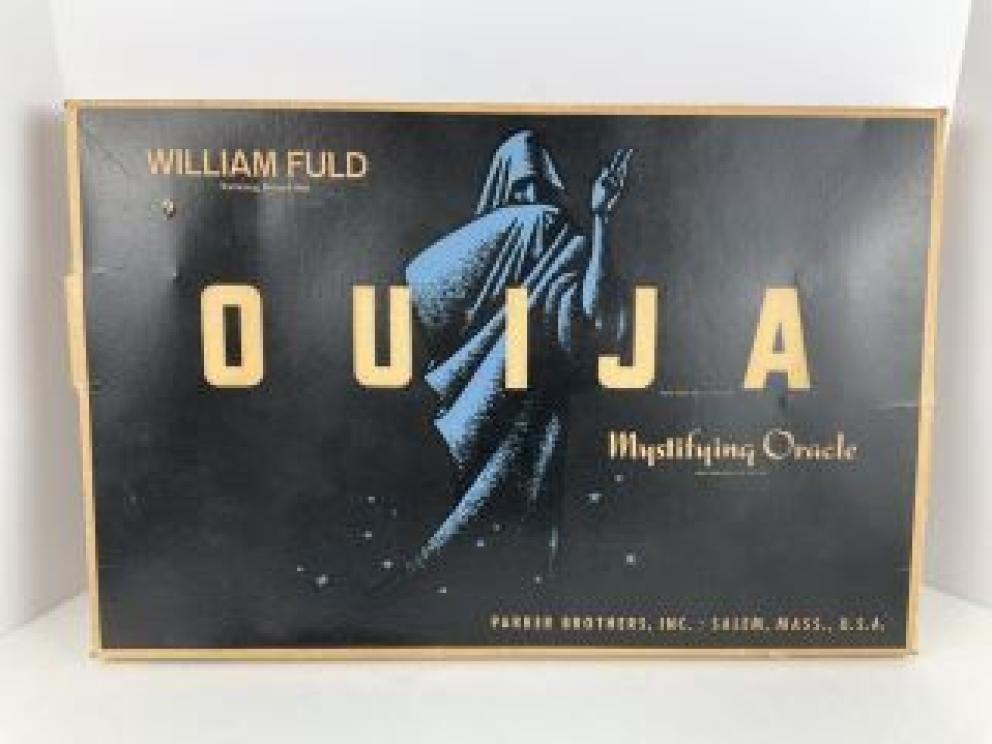 WILLIAM FULD
OUIJA
Mystifying Oracle
PARKER BROTHERS, INC. · SALEM, MASS., U.S.A.